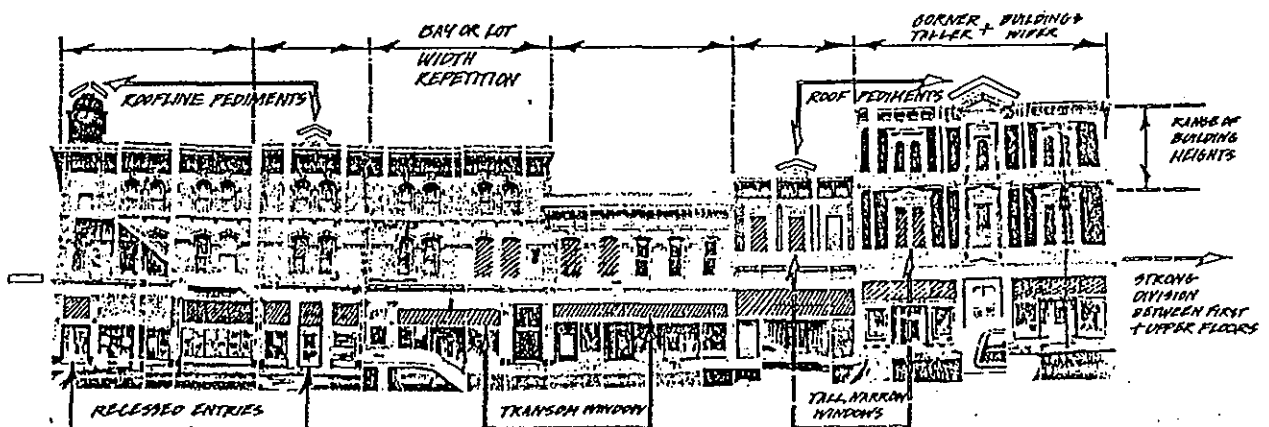 BAY OR LOT
WIDTH
REPETITION
CORNER + BUILDING +
TALLER + WIDER
ROOFLINE PEDIMENTS
ROOF PEDIMENTS
RANGE OF
BUILDING
HEIGHTS
STRONG
DIVISION
BETWEEN FIRST
+ UPPER FLOORS
RECESSED ENTRIES
TRANSOM WINDOW
TALL NARROW
WINDOWS